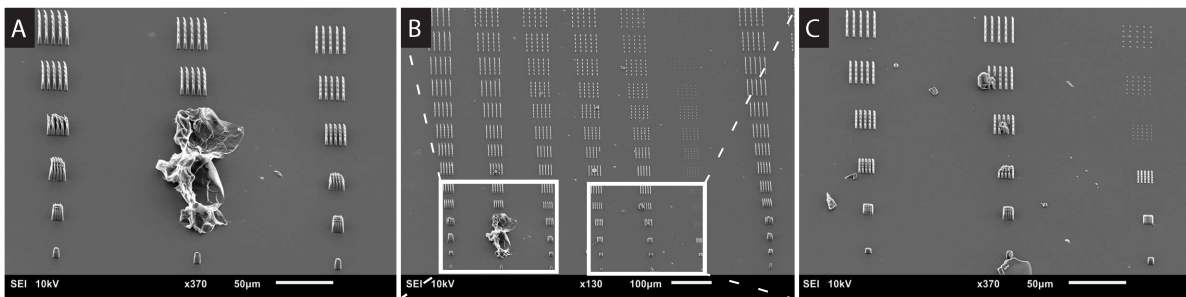 A
SEI 10kV x370 50μm
B
SEI 10kV x130 100μm
C
SEI 10kV x370 50μm